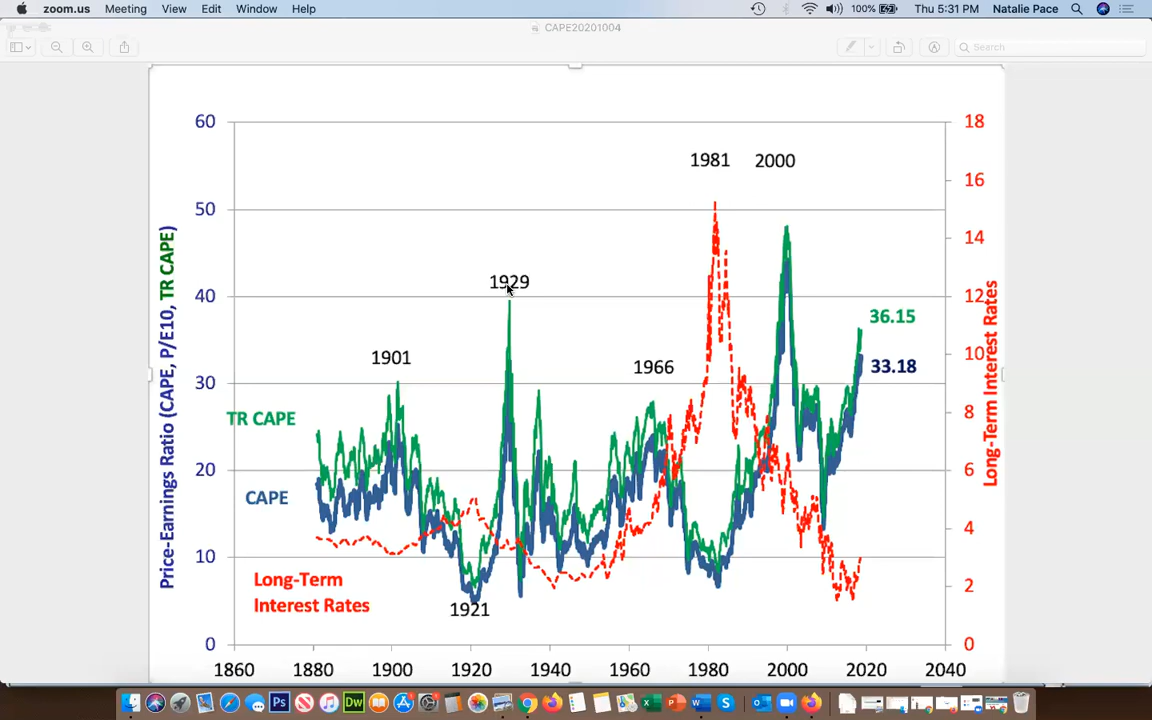 zoom.us Meeting View Edit Window Help 100% Thu 5:31 PM Natalie Pace
CAPE20201004
Search
60
50
40
30
20
10
0
Price-Earnings Ratio (CAPE, P/E10, TR CAPE)
18
16
14
12
10
8
6
4
2
0
Long-Term Interest Rates
1981 2000
1929
1901
1966
36.15
33.18
TR CAPE
CAPE
Long-Term
Interest Rates
1921
1860 1880 1900 1920 1940 1960 1980 2000 2020 2040
Ps
Dw
X
P
W
S